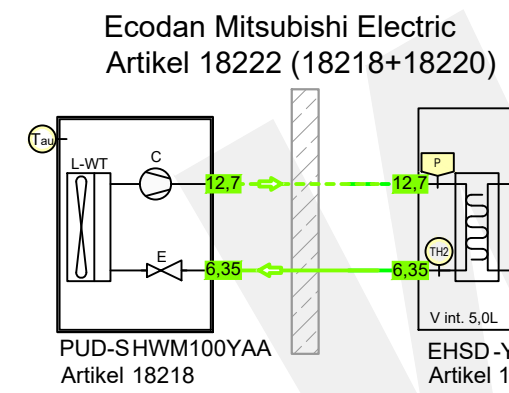 Ecodan Mitsubishi Electric
Artikel 18222 (18218+18220)
Tau
L-WT
C
P
12,7
12,7
TH2
E
6,35
6,35
V int. 5,0L
PUD-SHWM100YAA
Artikel 18218
EHSD-Y
Artikel 1